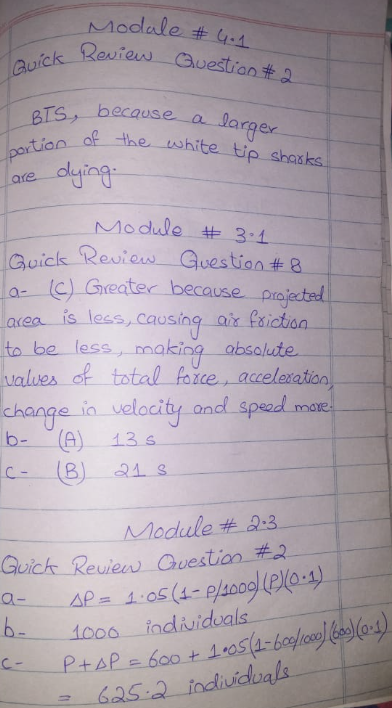 Module # 4.1
Quick Review Question # 2
BTS, because a larger
portion of the white tip sharks
are dying.
Module # 3.1
Quick Review Question # 8
a- (C) Greater because projected
area is less, causing air friction
to be less, making absolute
values of total force, acceleration,
change in velocity and speed more.
b- (A) 13 s
c- (B) 21 s
Module # 2.3
Quick Review Question # 2
a- ΔP = 1.05(1-P/1000)(P)(0.1)
b- 1000 individuals
c- P+ΔP = 600 + 1.05(1-600/1000)(600)(0.1)
= 625.2 individuals